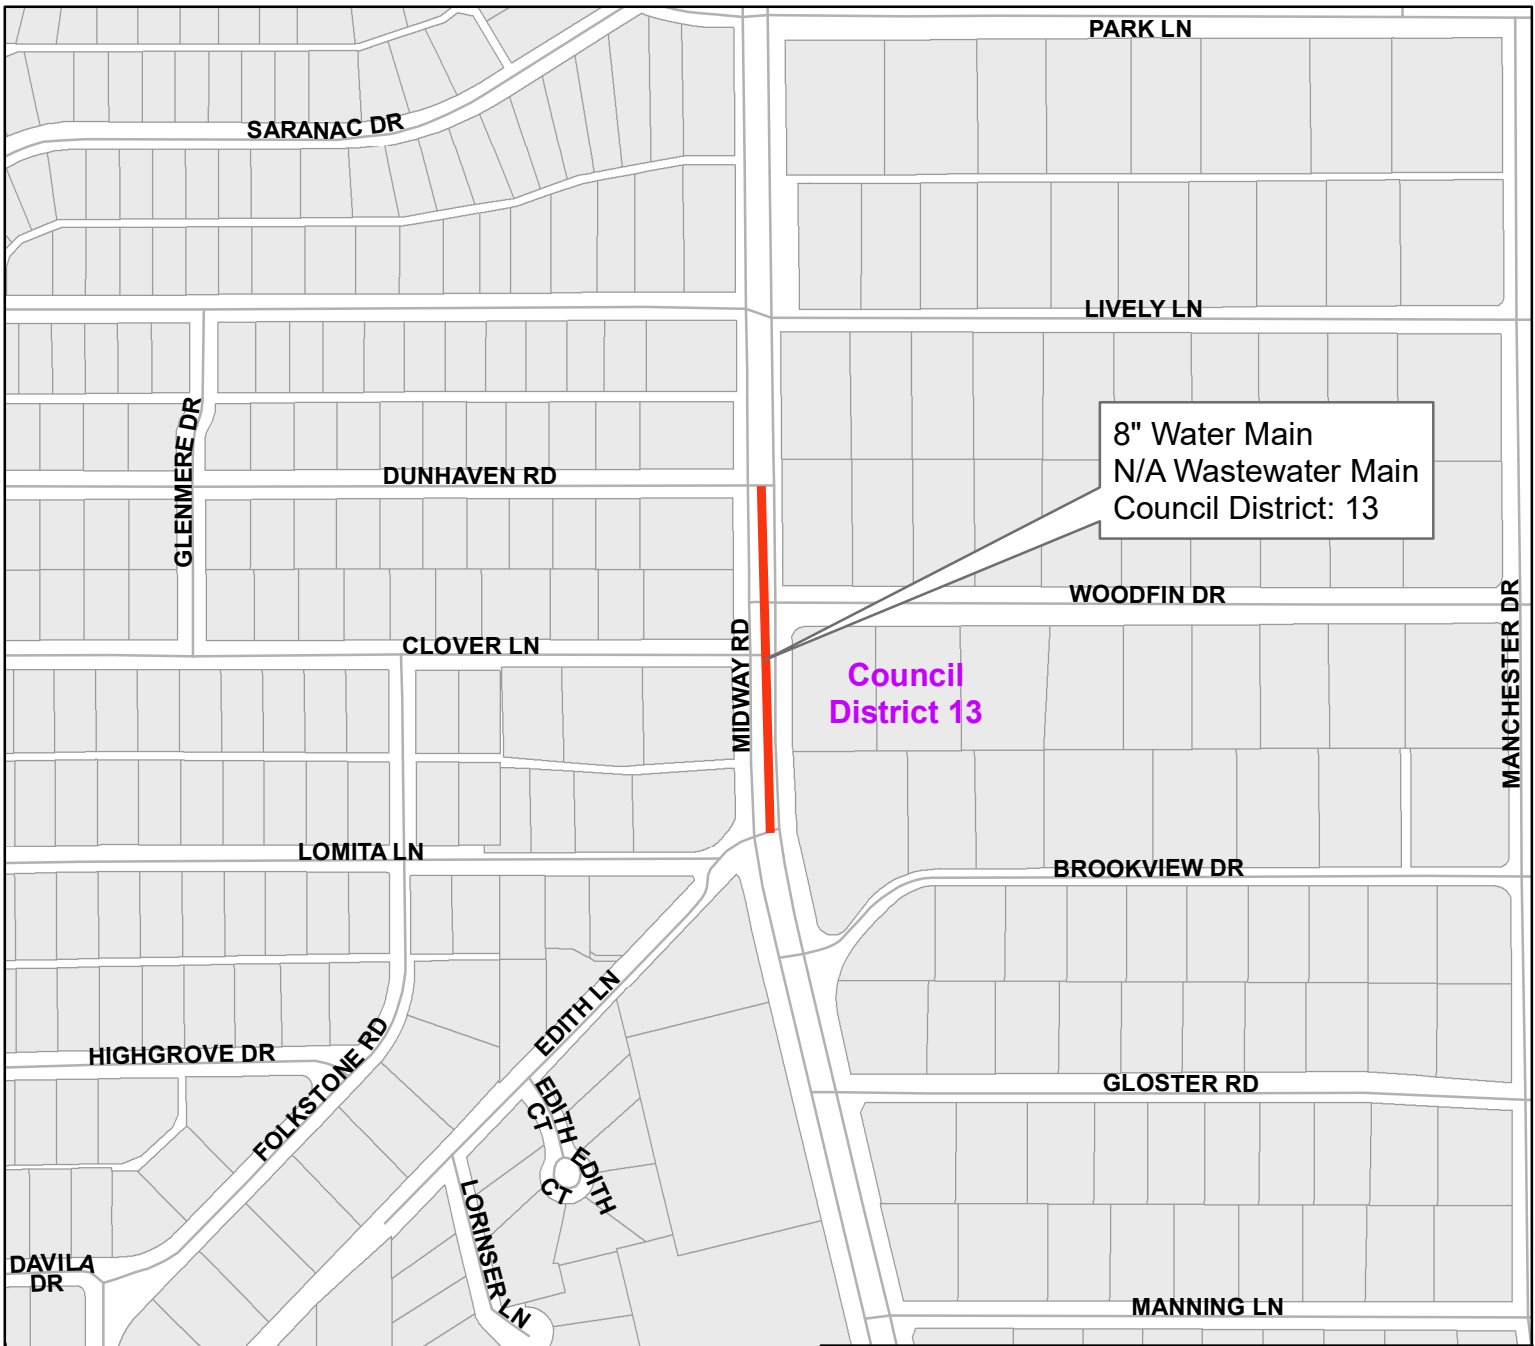 PARK LN
SARANAC DR
LIVELY LN
GLENMERE DR
8" Water Main
N/A Wastewater Main
Council District: 13
DUNHAVEN RD
WOODFIN DR
MANCHESTER DR
CLOVER LN
MIDWAY RD
Council
District 13
LOMITA LN
BROOKVIEW DR
EDITH LN
HIGHGROVE DR
FOLKSTONE RD
GLOSTER RD
EDITH
CT
EDITH
CT
LORINSER LN
DAVILA
DR
MANNING LN